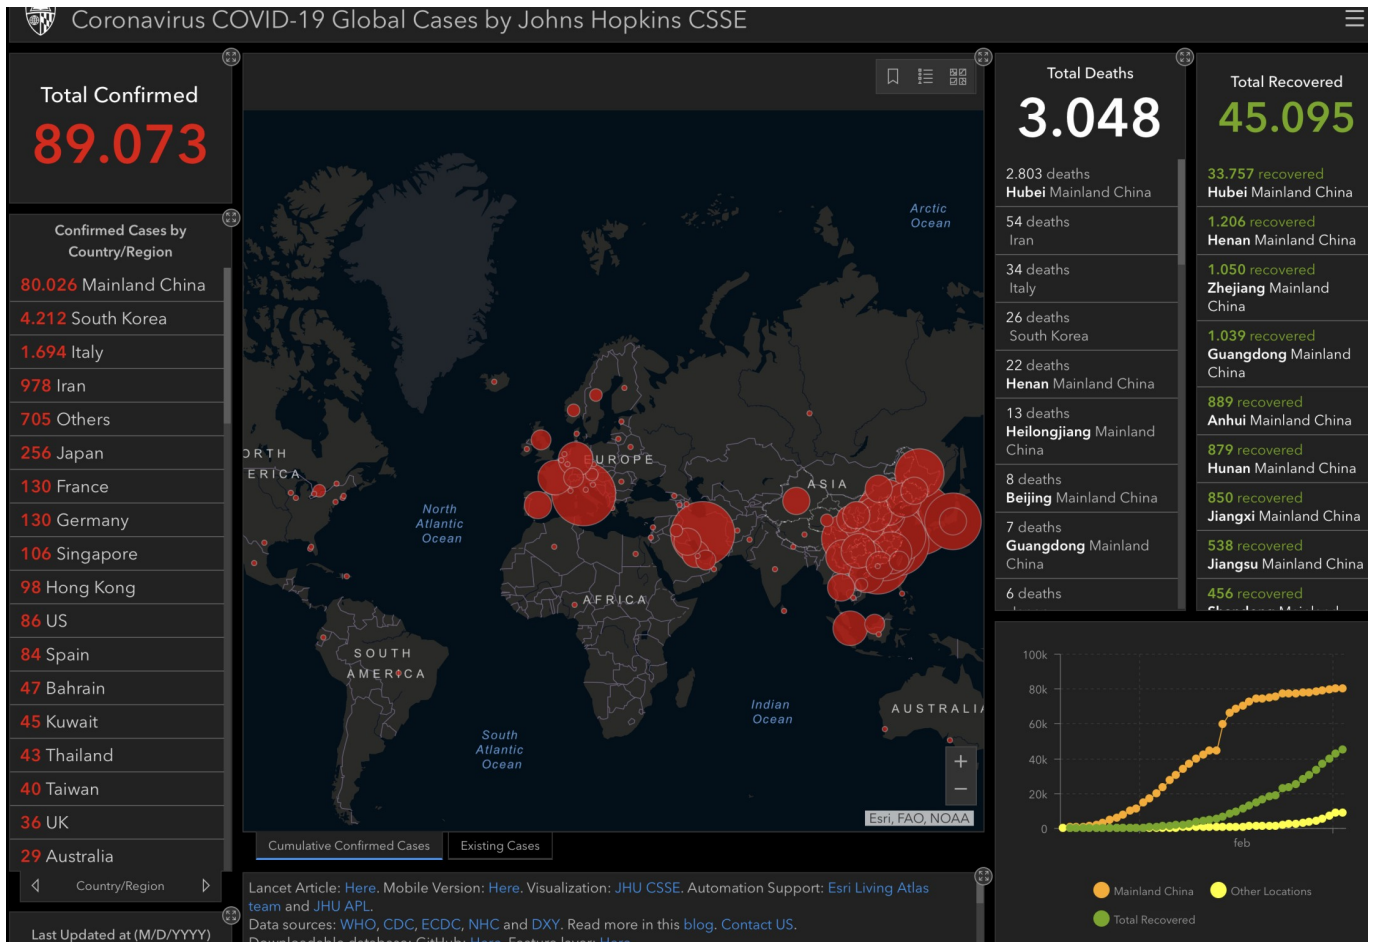 Coronavirus COVID-19 Global Cases by Johns Hopkins CSSE
Total Confirmed
89.073
Confirmed Cases by
Country/Region
80.026 Mainland China
4.212 South Korea
1.694 Italy
978 Iran
705 Others
256 Japan
130 France
130 Germany
106 Singapore
98 Hong Kong
86 US
84 Spain
47 Bahrain
45 Kuwait
43 Thailand
40 Taiwan
36 UK
29 Australia
Country/Region
Last Updated at (M/D/YYYY)
Arctic
Ocean
ORTH
ERICA
EUROPE
ASIA
North
Atlantic
Ocean
AFRICA
SOUTH
AMERICA
Indian
Ocean
AUSTRALIA
South
Atlantic
Ocean
+
−
Esri, FAO, NOAA
Cumulative Confirmed Cases
Existing Cases
Lancet Article: Here. Mobile Version: Here. Visualization: JHU CSSE. Automation Support: Esri Living Atlas
team and JHU APL.
Data sources: WHO, CDC, ECDC, NHC and DXY. Read more in this blog. Contact US.
Downloadable database: GitHub: Here. Feature layer: Here.
Total Deaths
3.048
2.803 deaths
Hubei Mainland China
54 deaths
Iran
34 deaths
Italy
26 deaths
South Korea
22 deaths
Henan Mainland China
13 deaths
Heilongjiang Mainland
China
8 deaths
Beijing Mainland China
7 deaths
Guangdong Mainland
China
6 deaths
Total Recovered
45.095
33.757 recovered
Hubei Mainland China
1.206 recovered
Henan Mainland China
1.050 recovered
Zhejiang Mainland
China
1.039 recovered
Guangdong Mainland
China
889 recovered
Anhui Mainland China
879 recovered
Hunan Mainland China
850 recovered
Jiangxi Mainland China
538 recovered
Jiangsu Mainland China
456 recovered
100k
80k
60k
40k
20k
0
feb
Mainland China
Other Locations
Total Recovered